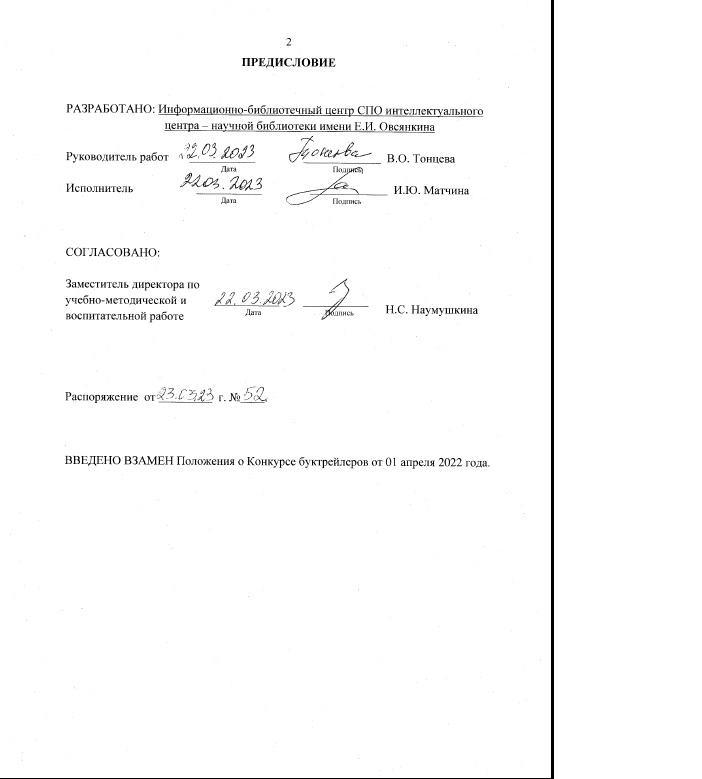 2
ПРЕДИСЛОВИЕ
РАЗРАБОТАНО: Информационно-библиотечный центр СПО интеллектуального
центра – научной библиотеки имени Е.И. Овсянкина
Руководитель работ 22.03.2023 В.О. Тонцева
Дата Подпись
Исполнитель 22.03.2023 И.Ю. Матчина
Дата Подпись
СОГЛАСОВАНО:
Заместитель директора по
учебно-методической и
воспитательной работе 22.03.2023 Н.С. Наумушкина
Дата Подпись
Распоряжение от 23.03.23 г. № 52
ВВЕДЕНО ВЗАМЕН Положения о Конкурсе буктрейлеров от 01 апреля 2022 года.